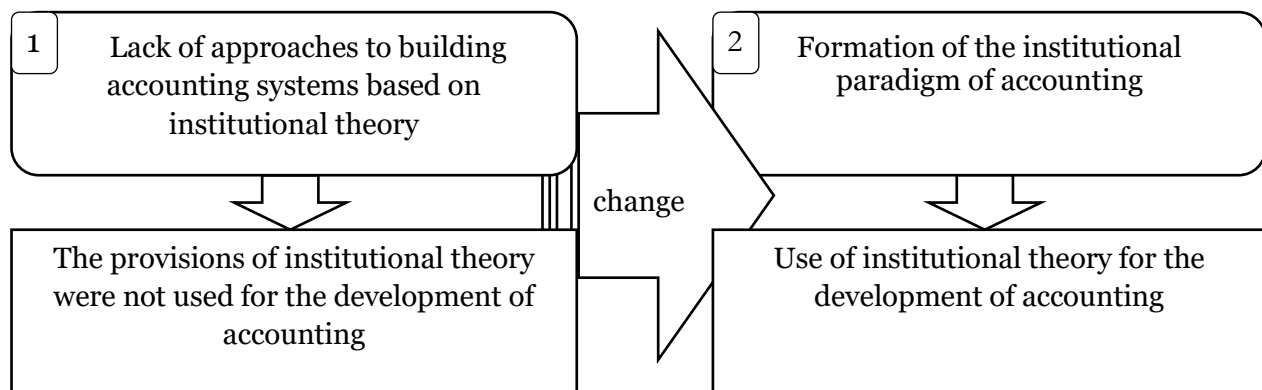 1
Lack of approaches to building
accounting systems based on
institutional theory
The provisions of institutional theory
were not used for the development of
accounting
change
2
Formation of the institutional
paradigm of accounting
Use of institutional theory for the
development of accounting